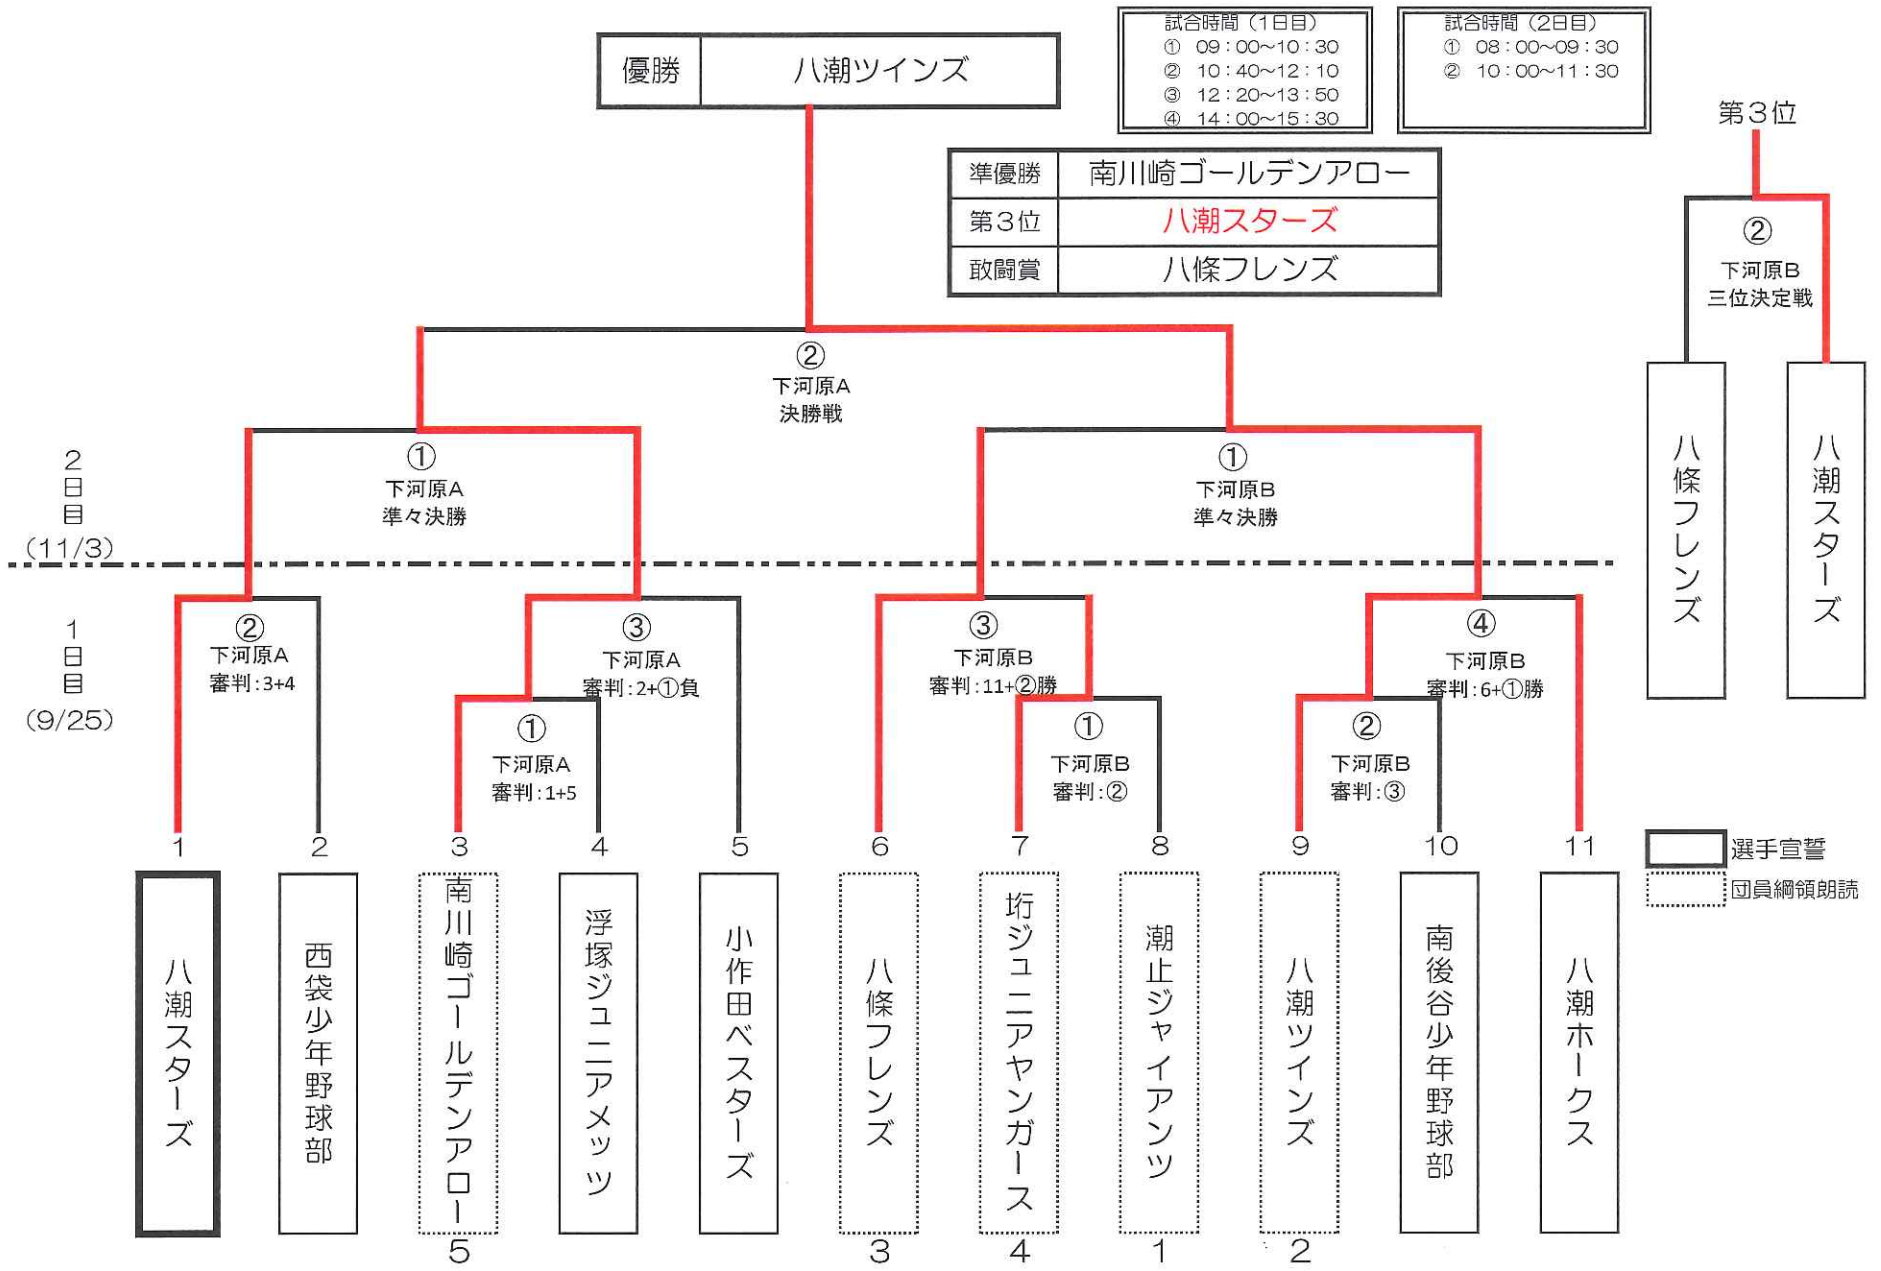 優勝 八潮ツインズ
試合時間（1日目）
① 09：00～10：30
② 10：40～12：10
③ 12：20～13：50
④ 14：00～15：30
試合時間（2日目）
① 08：00～09：30
② 10：00～11：30
準優勝 南川崎ゴールデンアロー
第3位 八潮スターズ
敢闘賞 八條フレンズ
第3位
②
下河原B
三位決定戦
八條フレンズ
八潮スターズ
②
下河原A
決勝戦
2日目
(11/3)
①
下河原A
準々決勝
①
下河原B
準々決勝
1日目
(9/25)
②
下河原A
審判:3+4
③
下河原A
審判:2+①負
③
下河原B
審判:11+②勝
④
下河原B
審判:6+①勝
①
下河原A
審判:1+5
①
下河原B
審判:②
②
下河原B
審判:③
1 2 3 4 5 6 7 8 9 10 11
八潮スターズ
西袋少年野球部
南川崎ゴールデンアロー
浮塚ジュニアメッツ
小作田ベスターズ
八條フレンズ
垳ジュニアヤンガース
潮止ジャイアンツ
八潮ツインズ
南後谷少年野球部
八潮ホークス
5 3 4 1 2
選手宣誓
団員綱領朗読